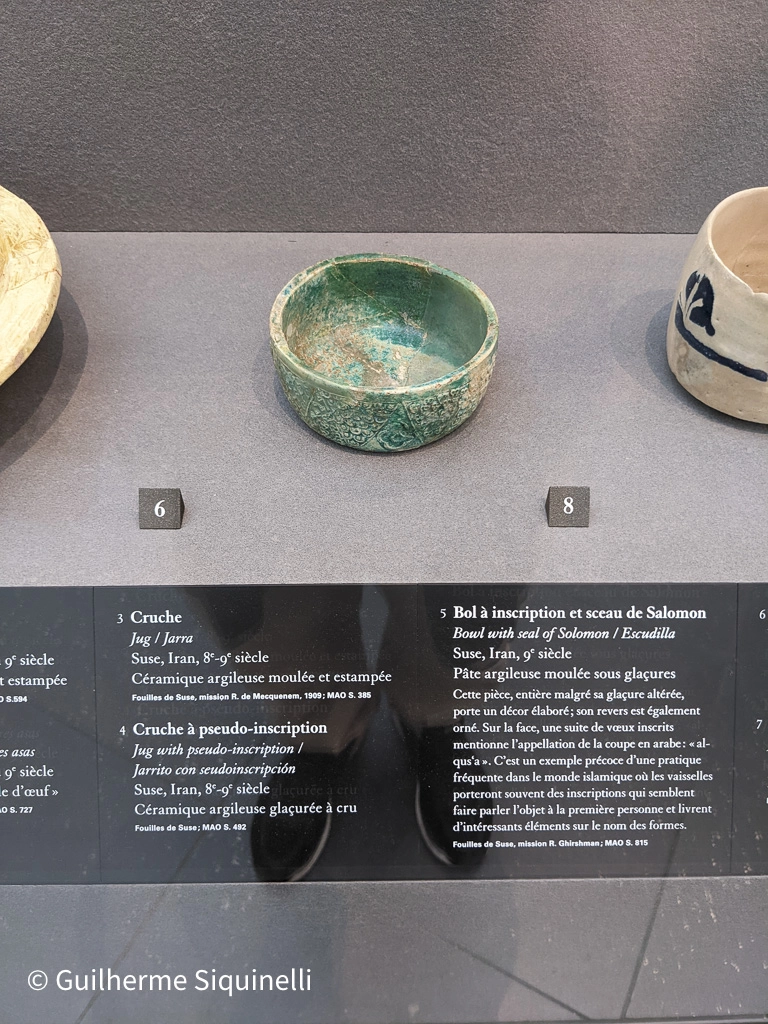 6
8
9ᵉ siècle
t estampée
O S.594
es asas
9ᵉ siècle
le d’œuf »
AO S. 727
3 Cruche
Jug / Jarra
Suse, Iran, 8ᵉ-9ᵉ siècle
Céramique argileuse moulée et estampée
Fouilles de Suse, mission R. de Mecquenem, 1909 ; MAO S. 385
4 Cruche à pseudo-inscription
Jug with pseudo-inscription /
Jarrito con seudoinscripción
Suse, Iran, 8ᵉ-9ᵉ siècle
Céramique argileuse glaçurée à cru
Fouilles de Suse ; MAO S. 492
5 Bol à inscription et sceau de Salomon
Bowl with seal of Solomon / Escudilla
Suse, Iran, 9ᵉ siècle
Pâte argileuse moulée sous glaçures
Cette pièce, entière malgré sa glaçure altérée,
porte un décor élaboré ; son revers est également
orné. Sur la face, une suite de vœux inscrits
mentionne l’appellation de la coupe en arabe : « al-
qus‘a ». C’est un exemple précoce d’une pratique
fréquente dans le monde islamique où les vaisselles
porteront souvent des inscriptions qui semblent
faire parler l’objet à la première personne et livrent
d’intéressants éléments sur le nom des formes.
Fouilles de Suse, mission R. Ghirshman ; MAO S. 815
6
7
© Guilherme Siquinelli